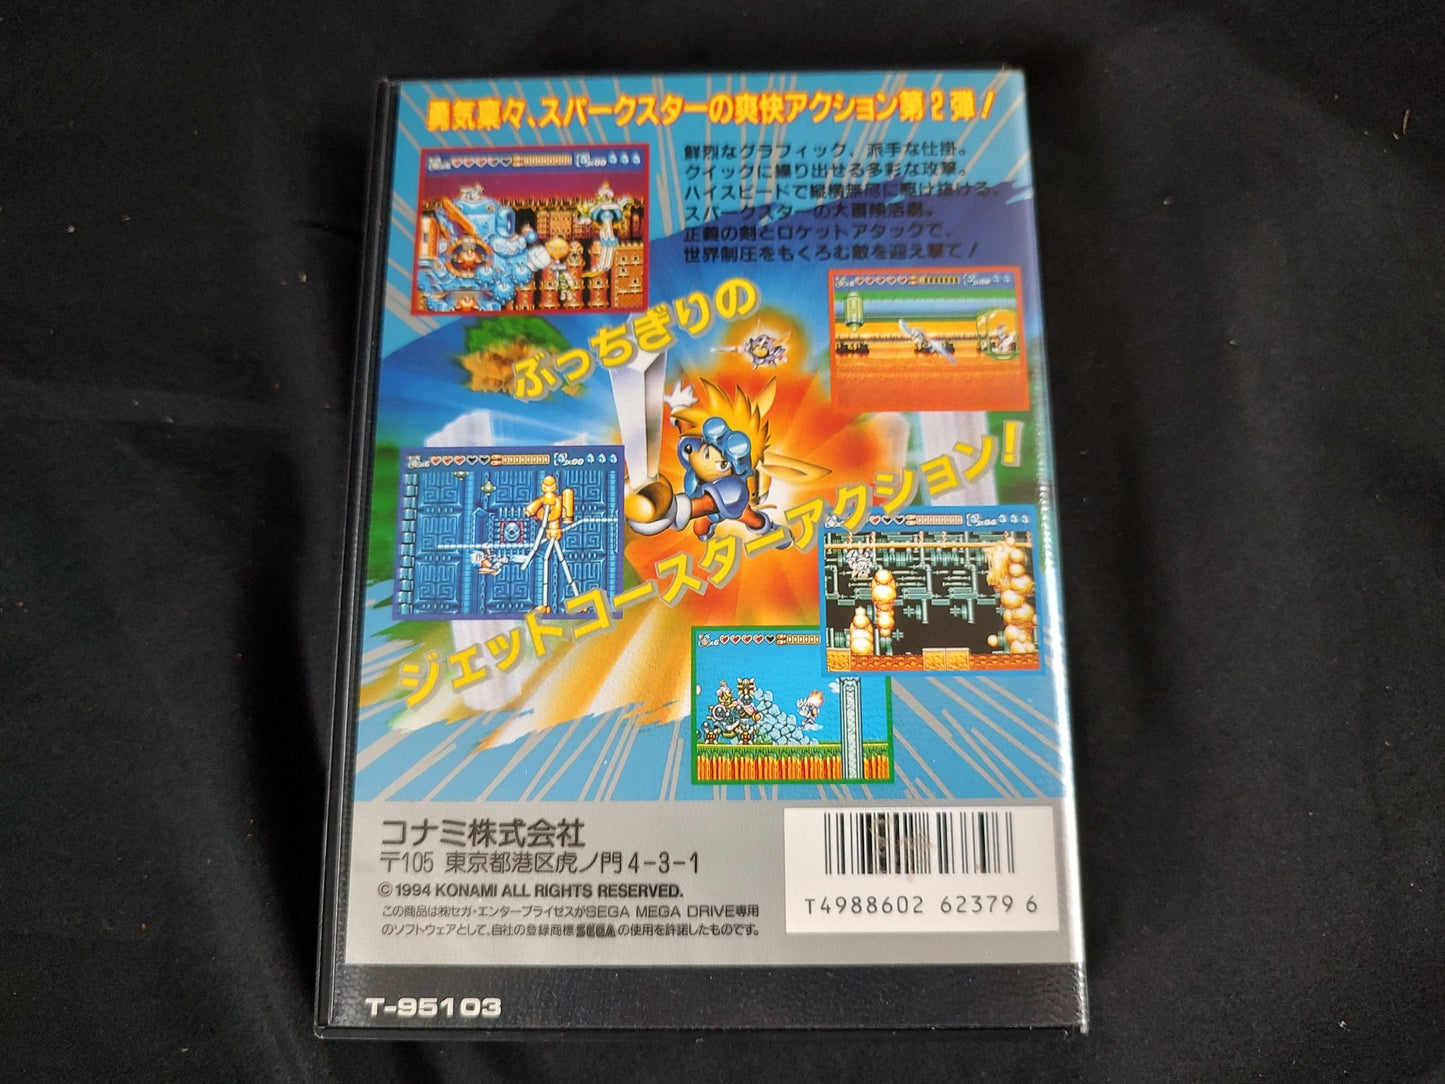 勇気凛々、スパークスターの爽快アクション第2弾!
鮮烈なグラフィック、派手な仕掛。
クイックに繰り出せる多彩な攻撃。
ハイスピードで縦横無尽に駆け抜ける。
スパークスターの大冒険活劇。
正義の剣とロケットアタックで、
世界制圧をもくろむ敵を迎え撃て!
ぶっちぎりの
ジェットコースターアクション!
コナミ株式会社
〒105 東京都港区虎ノ門4-3-1
©1994 KONAMI ALL RIGHTS RESERVED.
この商品は㈱セガ・エンタープライゼスがSEGA MEGA DRIVE専用
のソフトウェアとして、自社の登録商標SEGAの使用を許諾したものです。
T4988602 62379 6
T-95103